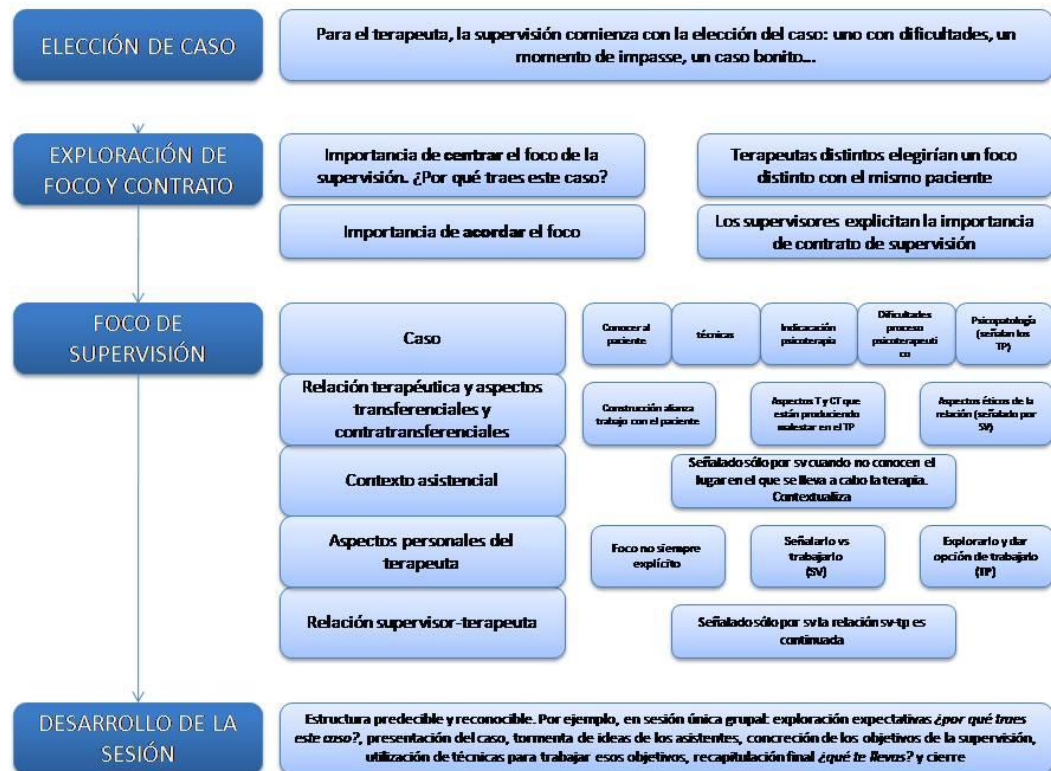 ELECCIÓN DE CASO
Para el terapeuta, la supervisión comienza con la elección del caso: uno con dificultades, un
momento de impasse, un caso bonito...
EXPLORACIÓN DE
FOCO Y CONTRATO
Importancia de centrar el foco de la
supervisión. ¿Por qué traes este caso?
Terapeutas distintos elegirían un foco
distinto con el mismo paciente
Importancia de acordar el foco
Los supervisores explicitan la importancia
de contrato de supervisión
FOCO DE
SUPERVISIÓN
Caso
Conocer al
paciente
técnicas
Indicacación
psicoterapia
Dificultades
proceso
psicoterapeuti
co
Psicopatología
(señalan los
TP)
Relación terapéutica y aspectos
transferenciales y
contratransferenciales
Construcción alianza
trabajo con el paciente
Aspectos T y CT que
están produciendo
malestar en el TP
Aspectos éticos de la
relación (señalado por
SV)
Contexto asistencial
Señalado sólo por sv cuando no conocen el
lugar en el que se lleva a cabo la terapia.
Contextualiza
Aspectos personales del
terapeuta
Foco no siempre
explícito
Señalarlo vs
trabajarlo
(SV)
Explorarlo y dar
opción de trabajarlo
(TP)
Relación supervisor-terapeuta
Señalado sólo por sv la relación sv-tp es
continuada
DESARROLLO DE LA
SESIÓN
Estructura predecible y reconocible. Por ejemplo, en sesión única grupal: exploración expectativas ¿por qué traes
este caso?, presentación del caso, tormenta de ideas de los asistentes, concreción de los objetivos de la supervisión,
utilización de técnicas para trabajar esos objetivos, recapitulación final ¿qué te llevas? y cierre